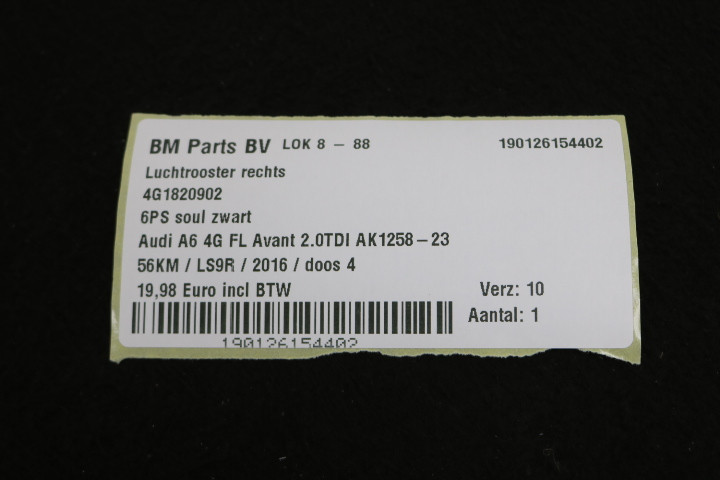 BM Parts BV LOK 8 - 88 190126154402
Luchtrooster rechts
4G1820902
6PS soul zwart
Audi A6 4G FL Avant 2.0TDI AK1258-23
56KM / LS9R / 2016 / doos 4
19,98 Euro incl BTW Verz: 10
Aantal: 1
190126154402